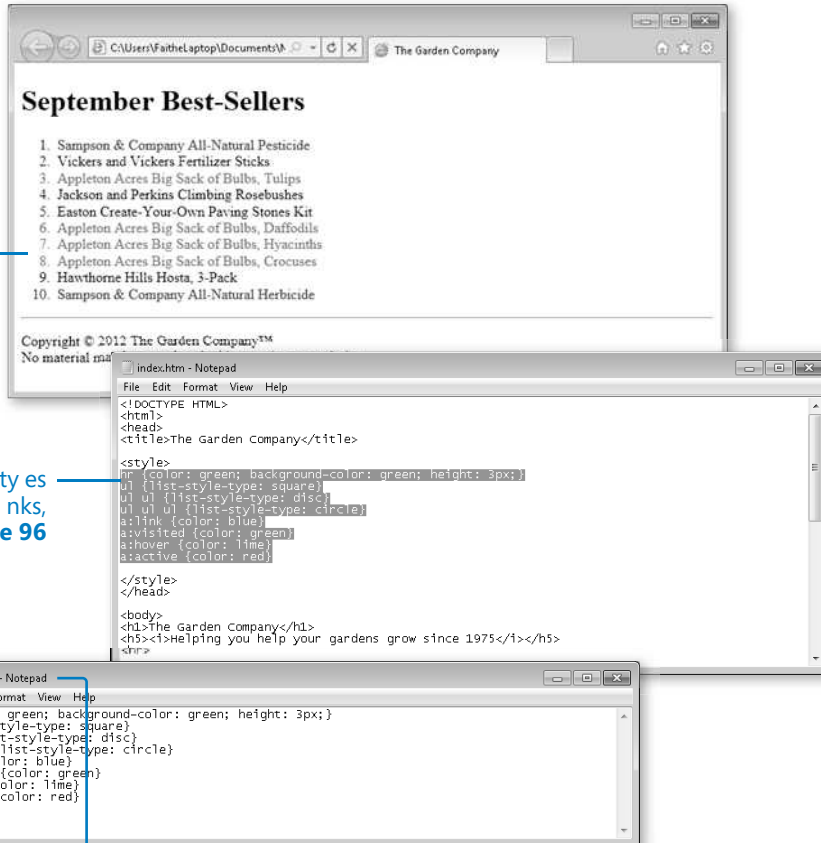 C:\Users\FaitheLaptop\Documents\
The Garden Company
September Best-Sellers
1. Sampson & Company All-Natural Pesticide
2. Vickers and Vickers Fertilizer Sticks
3. Appleton Acres Big Sack of Bulbs, Tulips
4. Jackson and Perkins Climbing Rosebushes
5. Easton Create-Your-Own Paving Stones Kit
6. Appleton Acres Big Sack of Bulbs, Daffodils
7. Appleton Acres Big Sack of Bulbs, Hyacinths
8. Appleton Acres Big Sack of Bulbs, Crocuses
9. Hawthorne Hills Hosta, 3-Pack
10. Sampson & Company All-Natural Herbicide
Copyright © 2012 The Garden Company™
No material
index.htm - Notepad
File Edit Format View Help
<!DOCTYPE HTML>
<html>
<head>
<title>The Garden Company</title>
<style>
hr {color: green; background-color: green; height: 3px;}
ul {list-style-type: square}
ul ul {list-style-type: disc}
ul ul ul {list-style-type: circle}
a:link {color: blue}
a:visited {color: green}
a:hover {color: lime}
a:active {color: red}
</style>
</head>
<body>
<h1>The Garden Company</h1>
<h5><i>Helping you help your gardens grow since 1975</i></h5>
<hr>
ty es
nks,
e 96
- Notepad
ormat View Help
green; background-color: green; height: 3px;}
tyle-type: square}
t-style-type: disc}
list-style-type: circle}
lor: blue}
{color: green}
olor: lime}
color: red}